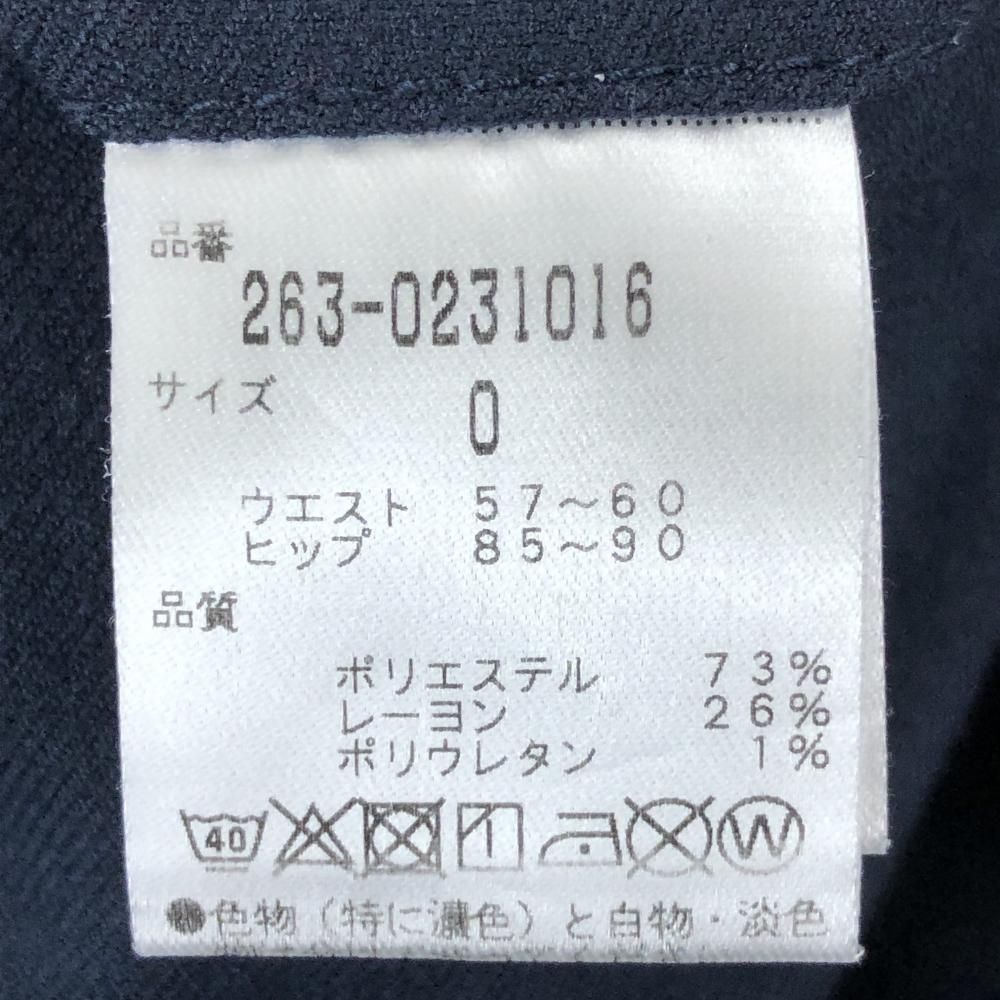 品番
263-0231016
サイズ 0
ウエスト 57～60
ヒップ 85～90
品質
ポリエステル 73%
レーヨン 26%
ポリウレタン 1%
40 W
●色物（特に濃色）と白物・淡色